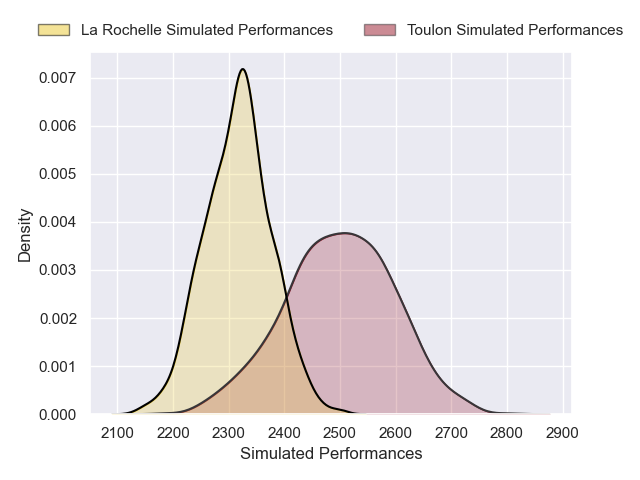 La Rochelle Simulated Performances Toulon Simulated Performances
0.007
0.006
0.005
0.004
0.003
0.002
0.001
0.000
Density
2100 2200 2300 2400 2500 2600 2700 2800 2900
Simulated Performances